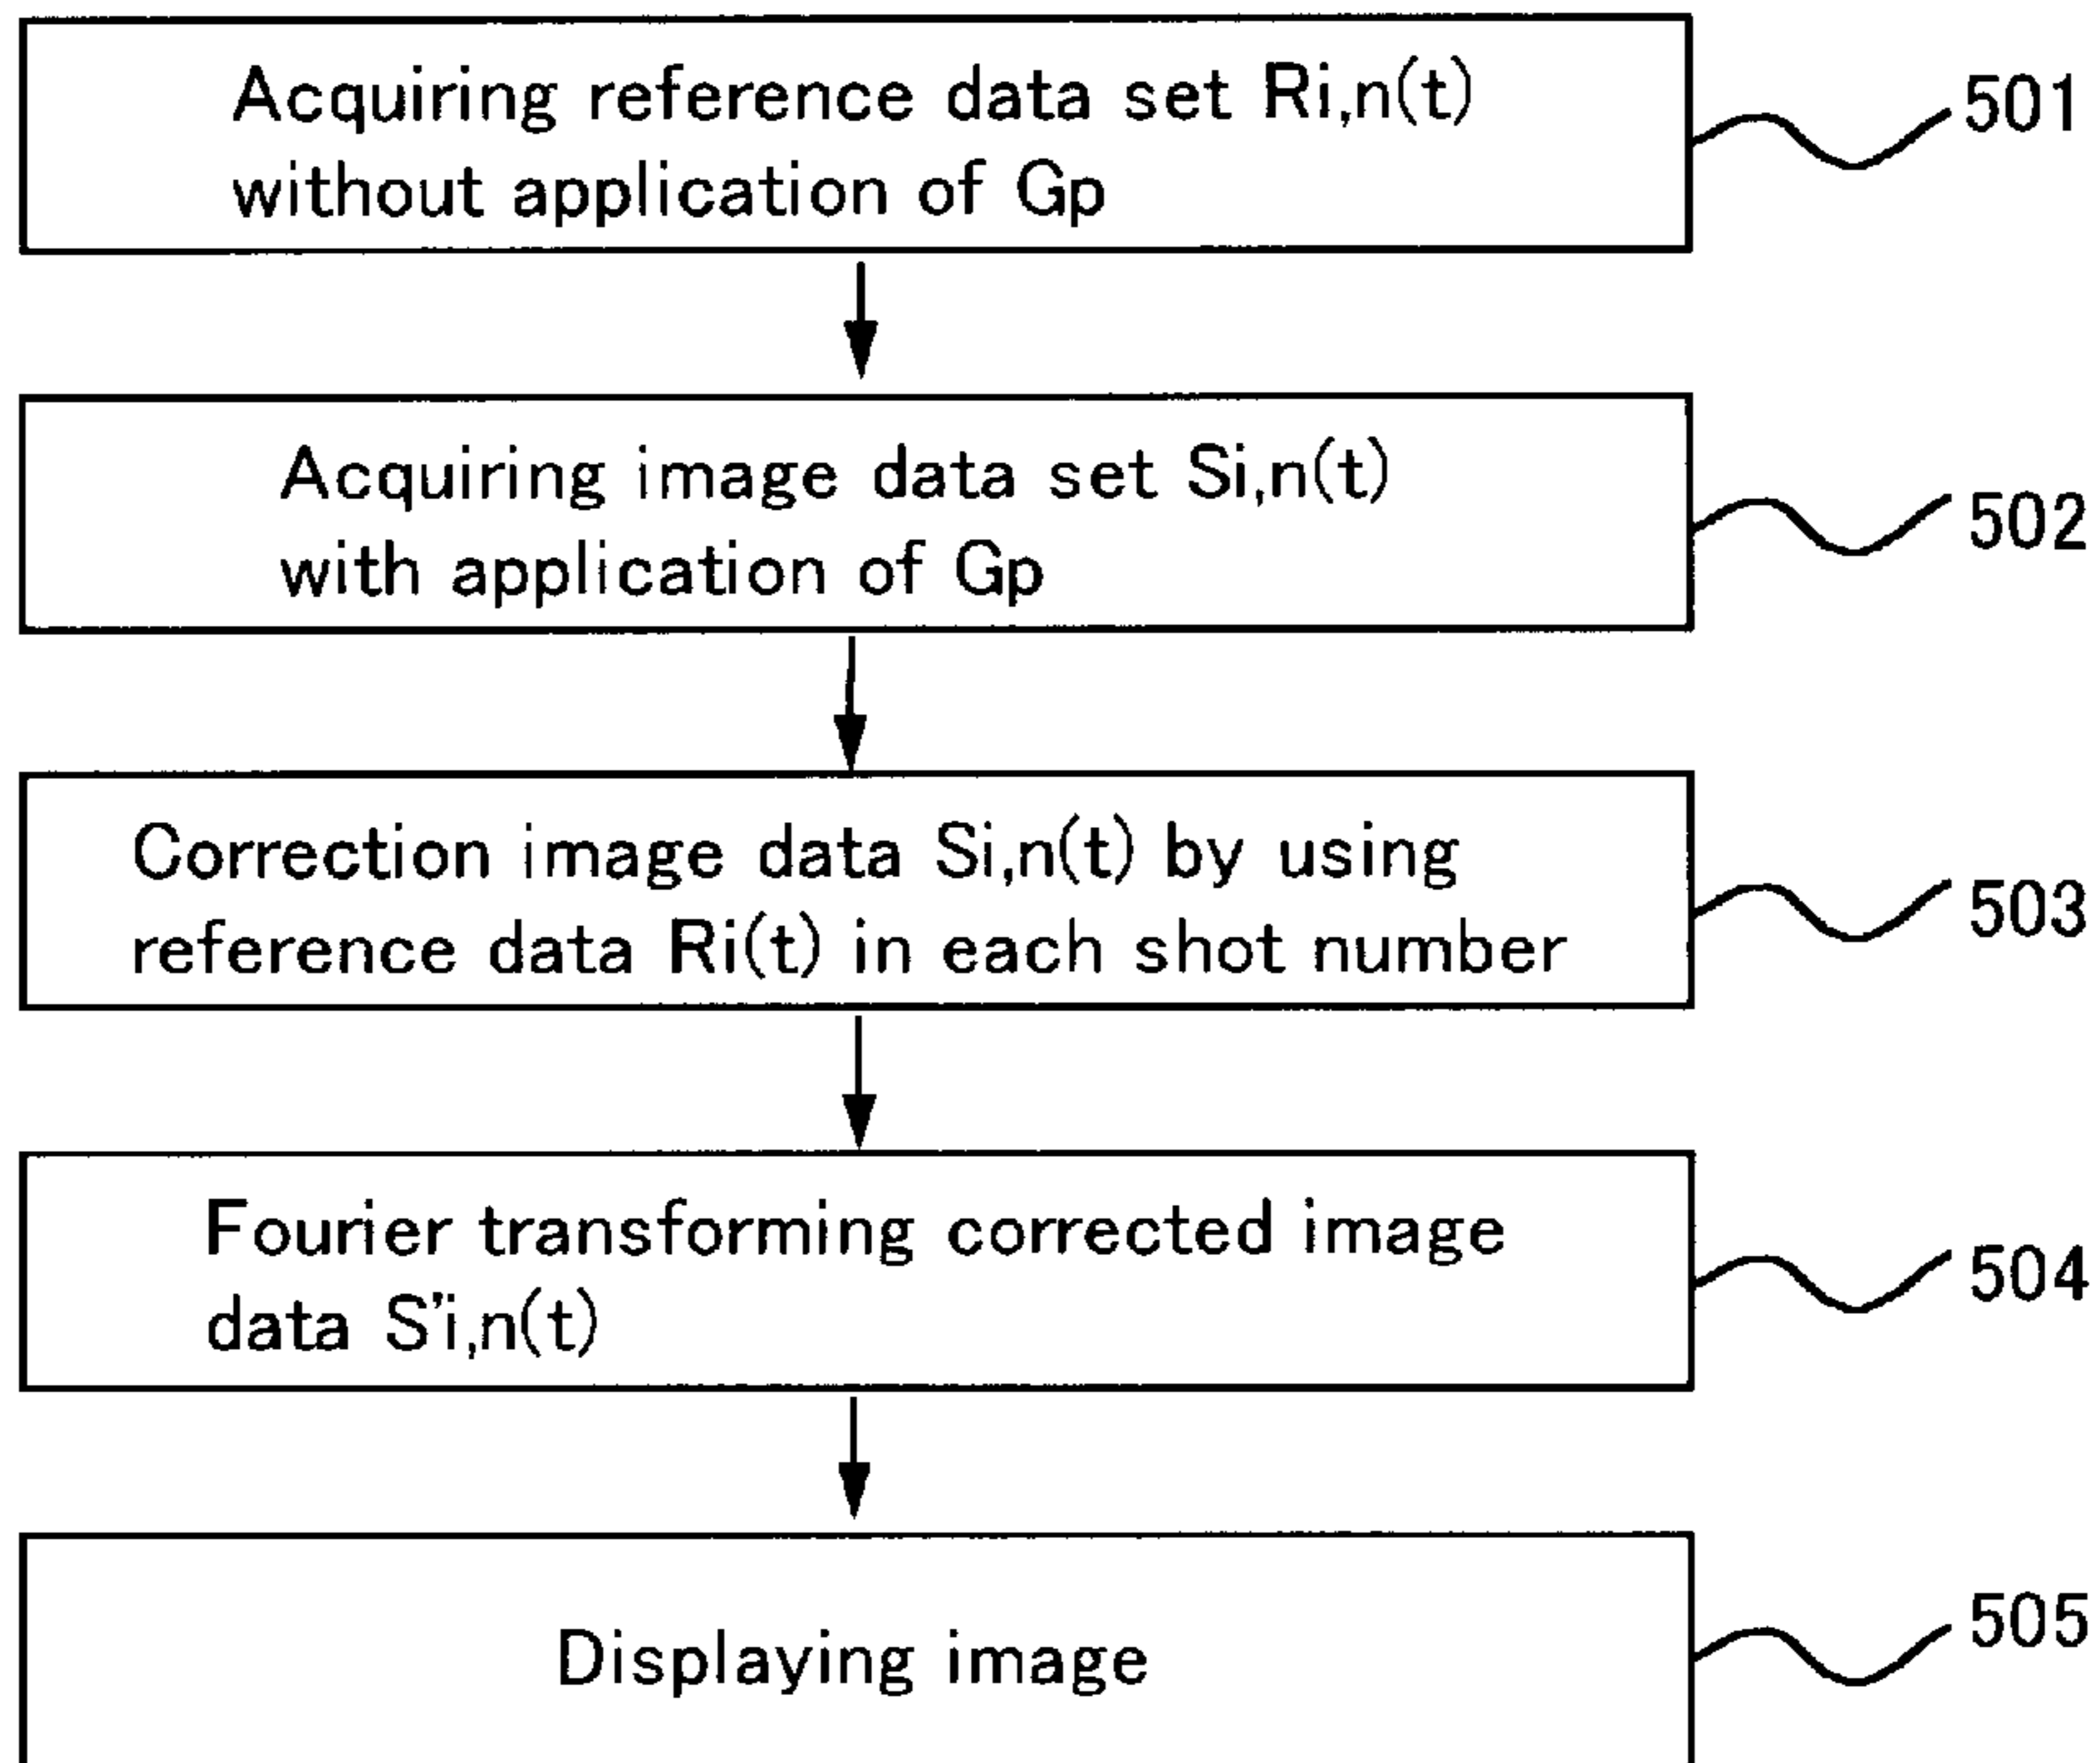 Acquiring reference data set Ri,n(t)
without application of Gp
501
Acquiring image data set Si,n(t)
with application of Gp
502
Correction image data Si,n(t) by using
reference data Ri(t) in each shot number
503
Fourier transforming corrected image
data S'i,n(t)
504
Displaying image
505